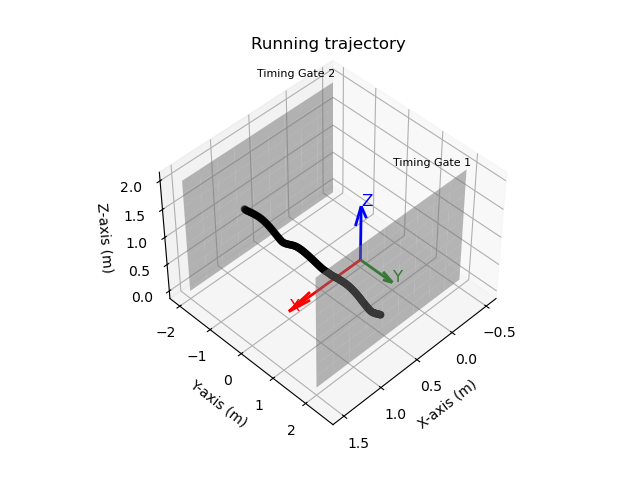 Running trajectory
Timing Gate 2
Timing Gate 1
Z
Y
X
2.0
1.5
1.0
0.5
0.0
Z-axis (m)
−2
−1
0
1
2
Y-axis (m)
−0.5
0.0
0.5
1.0
1.5
X-axis (m)